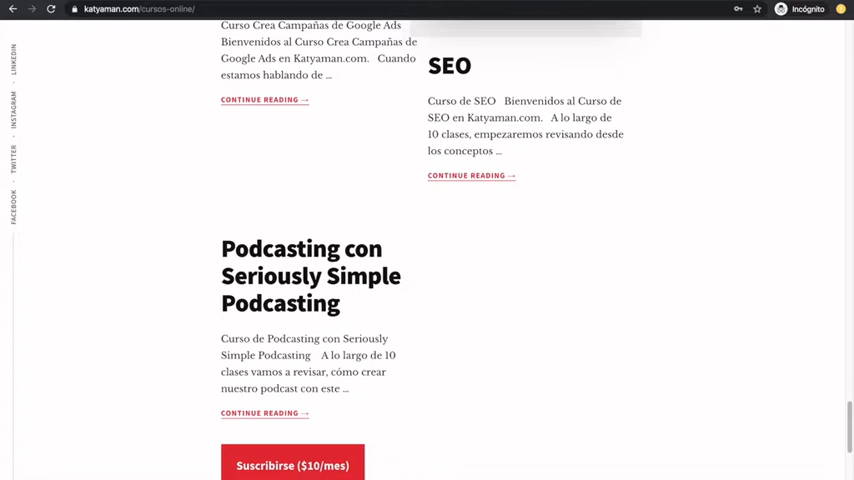 katyaman.com/cursos-online/
Incógnito
LINKEDIN
INSTAGRAM
TWITTER
FACEBOOK
Curso Crea Campañas de Google Ads
Bienvenidos al Curso Crea Campañas de
Google Ads en Katyaman.com. Cuando
estamos hablando de ...
CONTINUE READING →
SEO
Curso de SEO Bienvenidos al Curso de
SEO en Katyaman.com. A lo largo de
10 clases, empezaremos revisando desde
los conceptos ...
CONTINUE READING →
Podcasting con
Seriously Simple
Podcasting
Curso de Podcasting con Seriously
Simple Podcasting A lo largo de 10
clases vamos a revisar, cómo crear
nuestro podcast con este ...
CONTINUE READING →
Suscribirse ($10/mes)